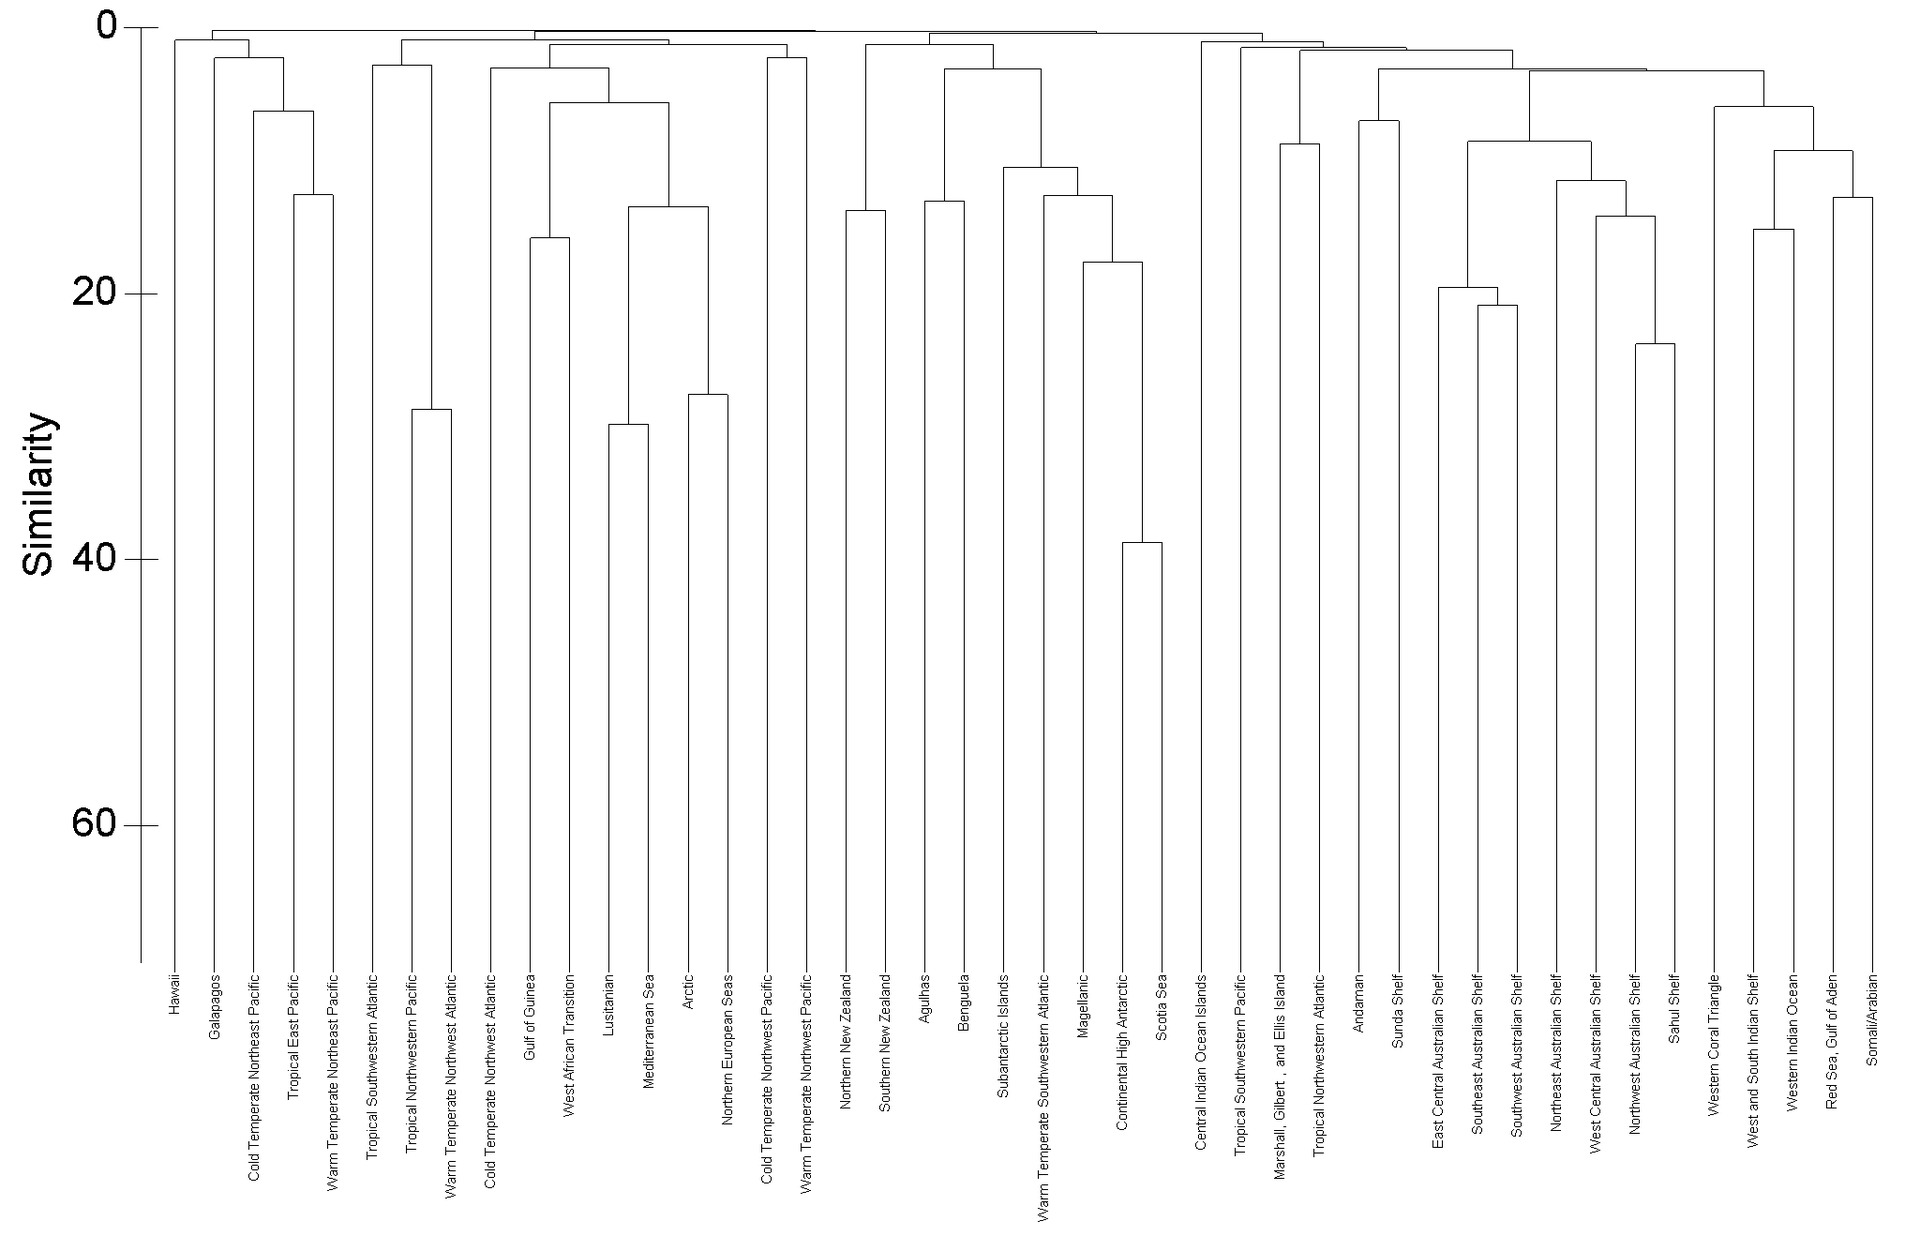 0
20
40
60
Similarity
Hawaii
Galapagos
Cold Temperate Northeast Pacific
Tropical East Pacific
Warm Temperate Northeast Pacific
Tropical Southwestern Atlantic
Tropical Northwestern Pacific
Warm Temperate Northwest Atlantic
Cold Temperate Northwest Atlantic
Gulf of Guinea
West African Transition
Lusitanian
Mediterranean Sea
Arctic
Northern European Seas
Cold Temperate Northwest Pacific
Warm Temperate Northwest Pacific
Northern New Zealand
Southern New Zealand
Agulhas
Benguela
Subantarctic Islands
Warm Temperate Southwestern Atlantic
Magellanic
Continental High Antarctic
Scotia Sea
Central Indian Ocean Islands
Tropical Southwestern Pacific
Marshall, Gilbert , and Ellis Island
Tropical Northwestern Atlantic
Andaman
Sunda Shelf
East Central Australian Shelf
Southeast Australian Shelf
Southwest Australian Shelf
Northeast Australian Shelf
West Central Australian Shelf
Northwest Australian Shelf
Sahul Shelf
Western Coral Triangle
West and South Indian Shelf
Western Indian Ocean
Red Sea, Gulf of Aden
Somali/Arabian